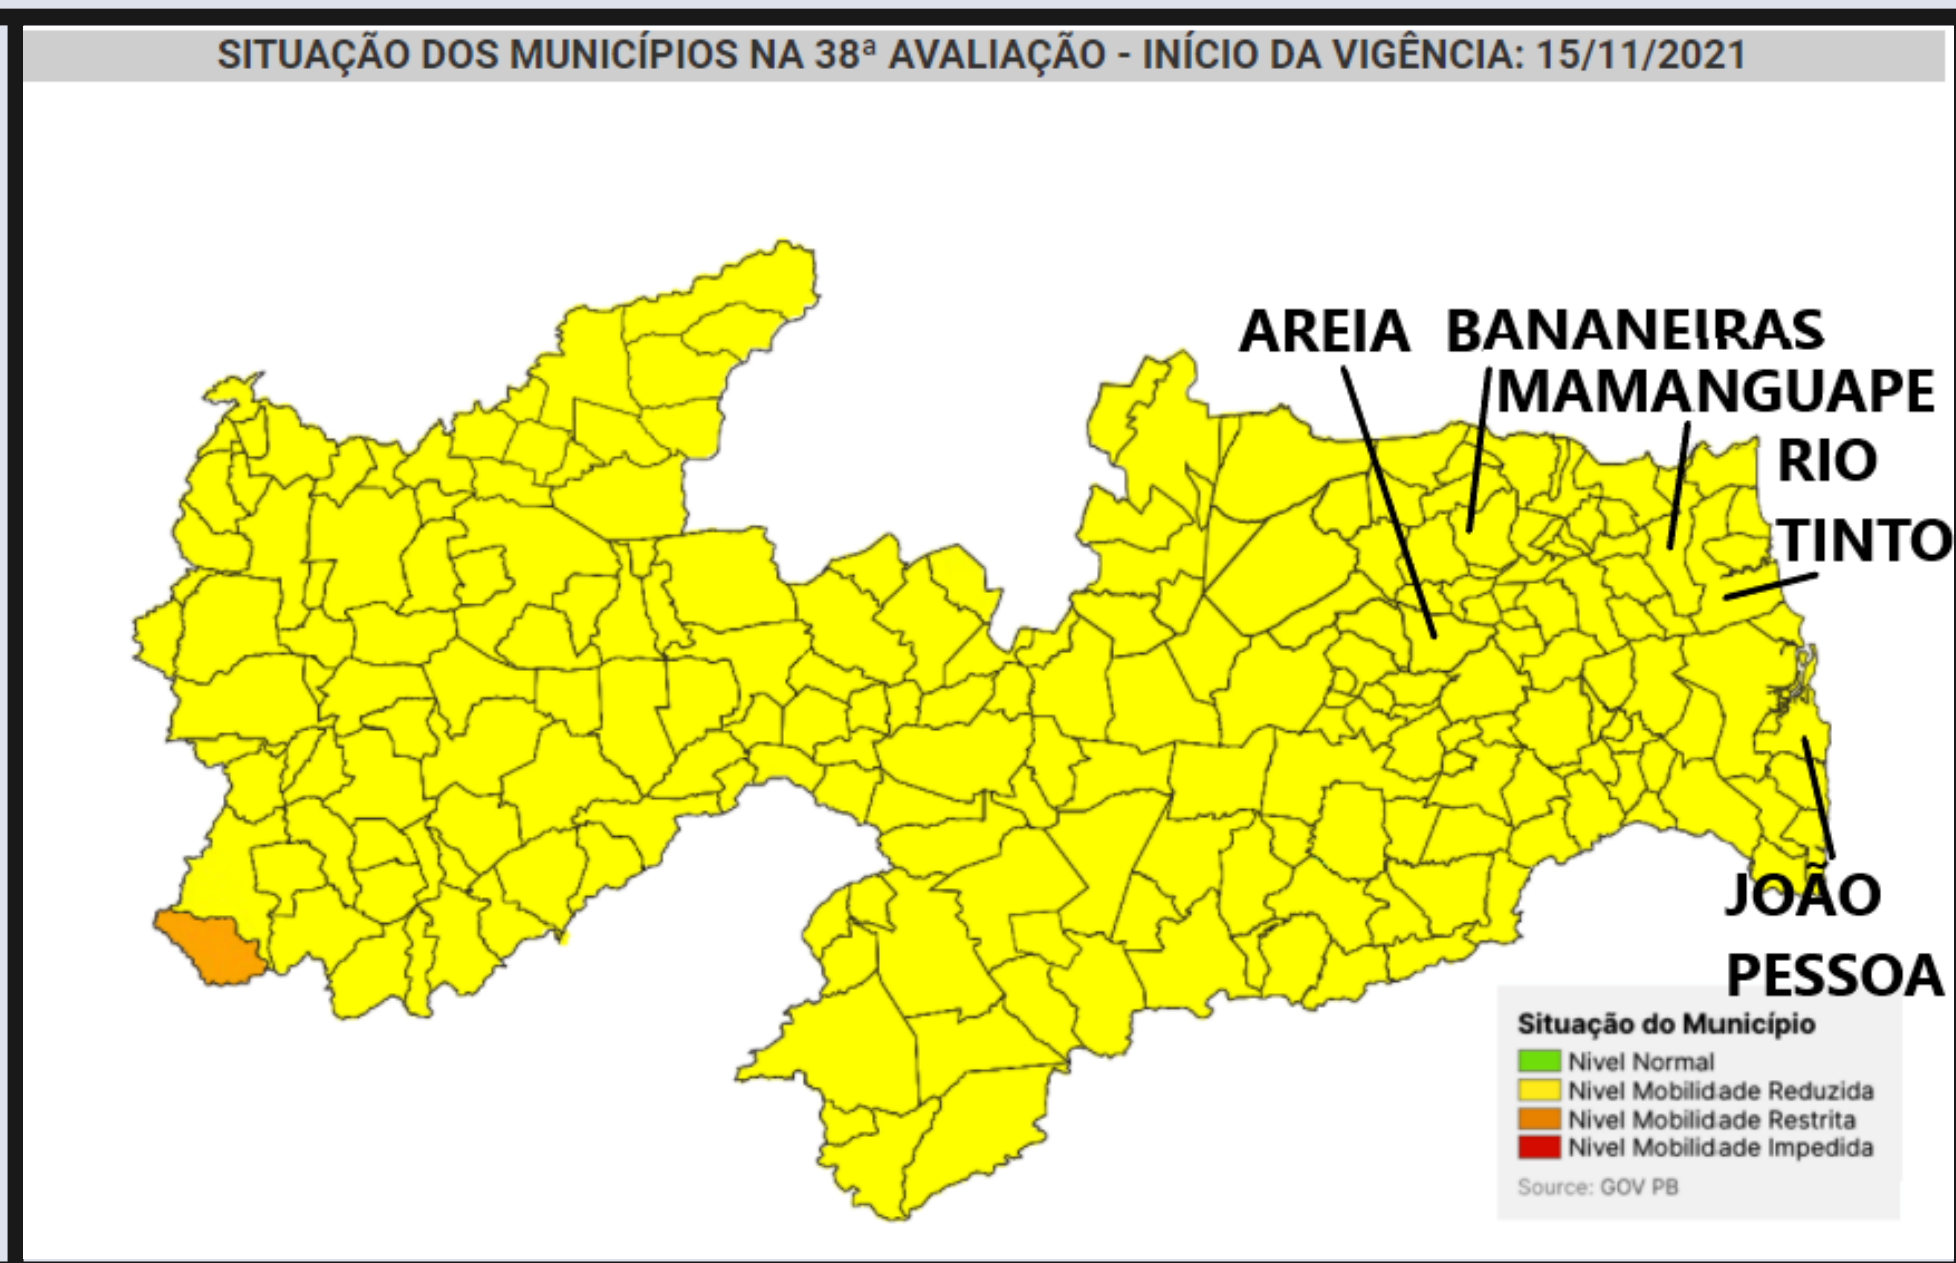 SITUAÇÃO DOS MUNICÍPIOS NA 38ª AVALIAÇÃO - INÍCIO DA VIGÊNCIA: 15/11/2021
AREIA BANANEIRAS
MAMANGUAPE
RIO
TINTO
JOÃO
PESSOA
Situação do Município
Nivel Normal
Nivel Mobilidade Reduzida
Nivel Mobilidade Restrita
Nivel Mobilidade Impedida
Source: GOV PB